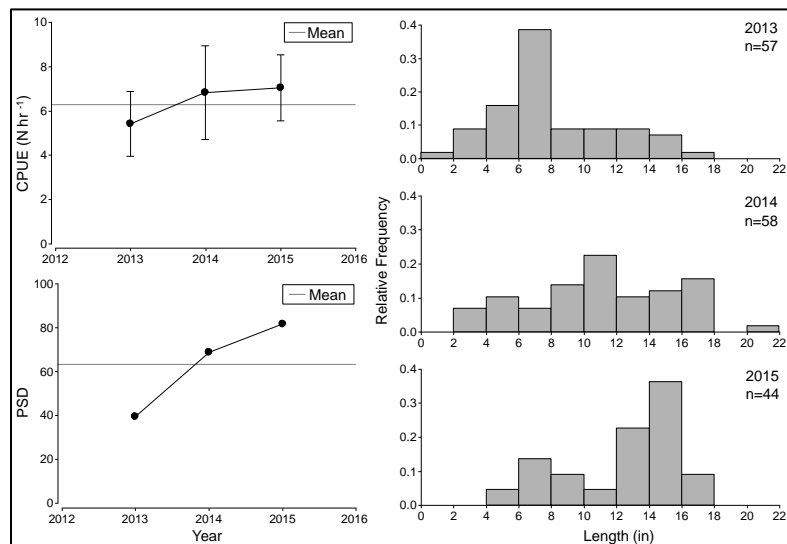 Mean
10
8
6
4
2
0
CPUE (N hr -1)
2012 2013 2014 2015 2016
Mean
100
80
60
40
20
0
PSD
2012 2013 2014 2015 2016
Year
2013
n=57
0.4
0.3
0.2
0.1
0.0
0 2 4 6 8 10 12 14 16 18 20 22
2014
n=58
0.4
0.3
0.2
0.1
0.0
Relative Frequency
0 2 4 6 8 10 12 14 16 18 20 22
2015
n=44
0.4
0.3
0.2
0.1
0.0
0 2 4 6 8 10 12 14 16 18 20 22
Length (in)